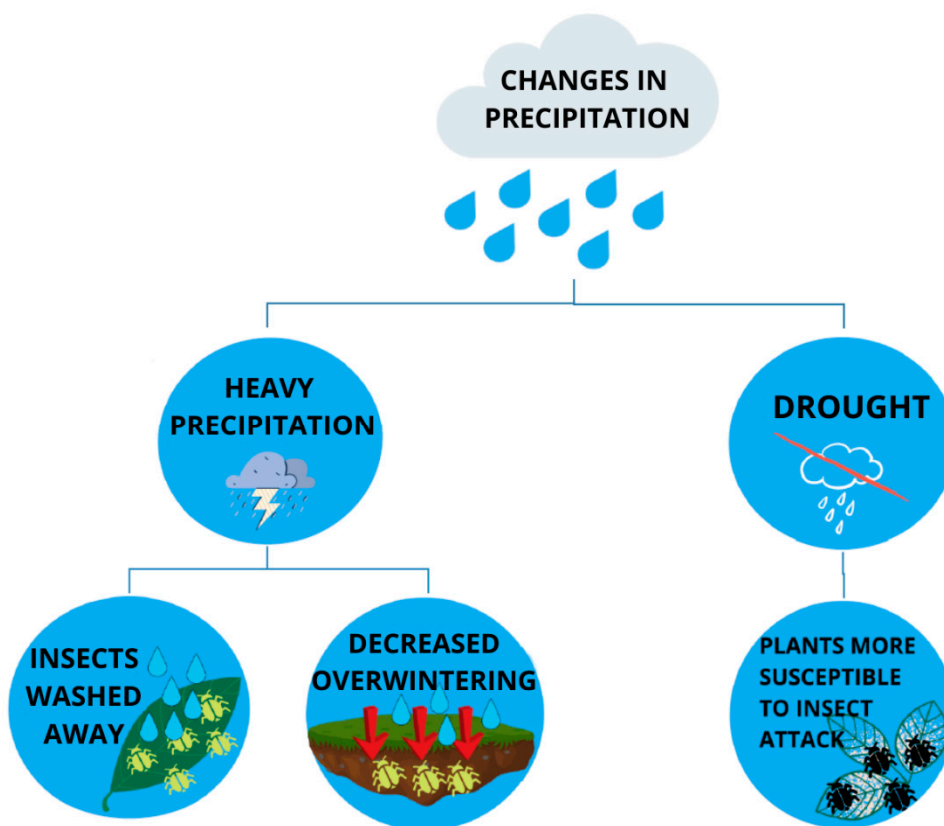 CHANGES IN
PRECIPITATION
HEAVY
PRECIPITATION
DROUGHT
INSECTS
WASHED
AWAY
DECREASED
OVERWINTERING
PLANTS MORE
SUSCEPTIBLE
TO INSECT
ATTACK